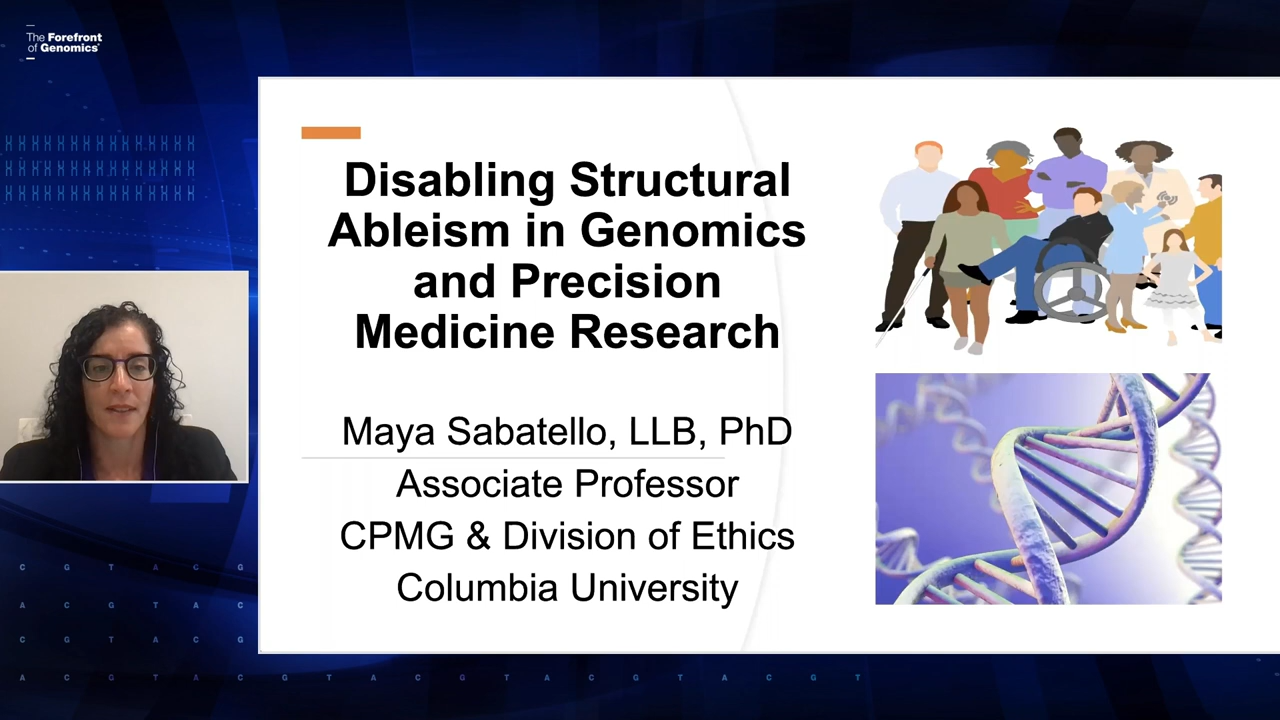 The Forefront
of Genomics®
Disabling Structural
Ableism in Genomics
and Precision
Medicine Research
Maya Sabatello, LLB, PhD
Associate Professor
CPMG & Division of Ethics
Columbia University
C G T A C G
A C G T A C
C G T A C G
A C G T A C G T A C G T A C G T A C G T